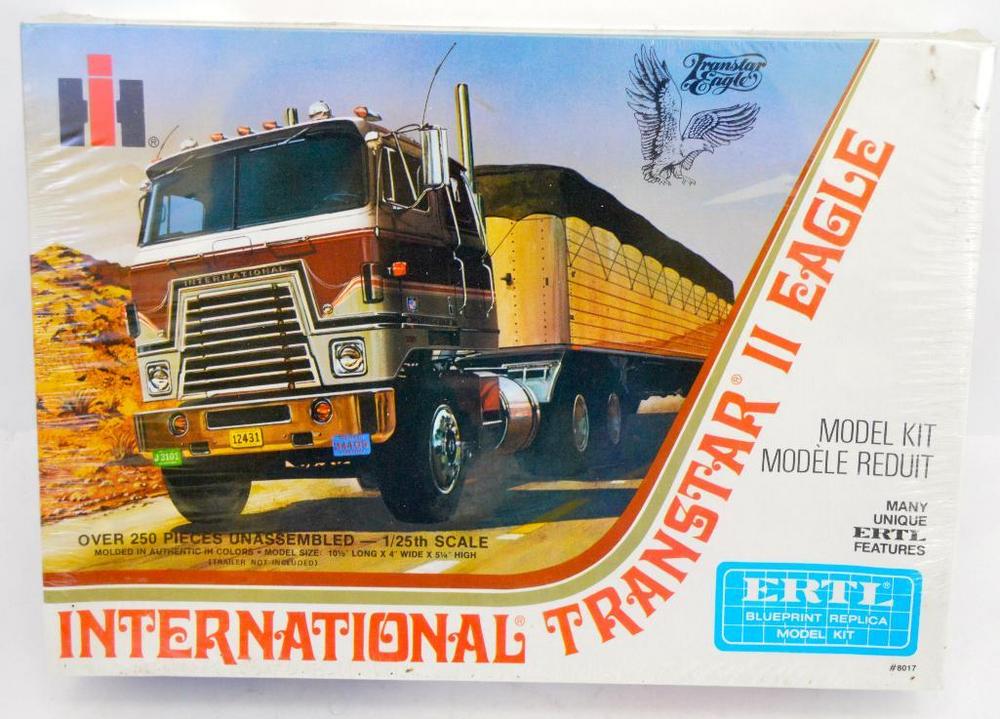 IH®
Transtar
Eagle
INTERNATIONAL
12431
J3101
OVER 250 PIECES UNASSEMBLED — 1/25th SCALE
MOLDED IN AUTHENTIC IH COLORS • MODEL SIZE: 10½" LONG X 4" WIDE X 5¼" HIGH
(TRAILER NOT INCLUDED)
INTERNATIONAL® TRANSTAR® II EAGLE
MODEL KIT
MODÈLE REDUIT
MANY
UNIQUE
ERTL
FEATURES
ERTL®
BLUEPRINT REPLICA
MODEL KIT
#8017